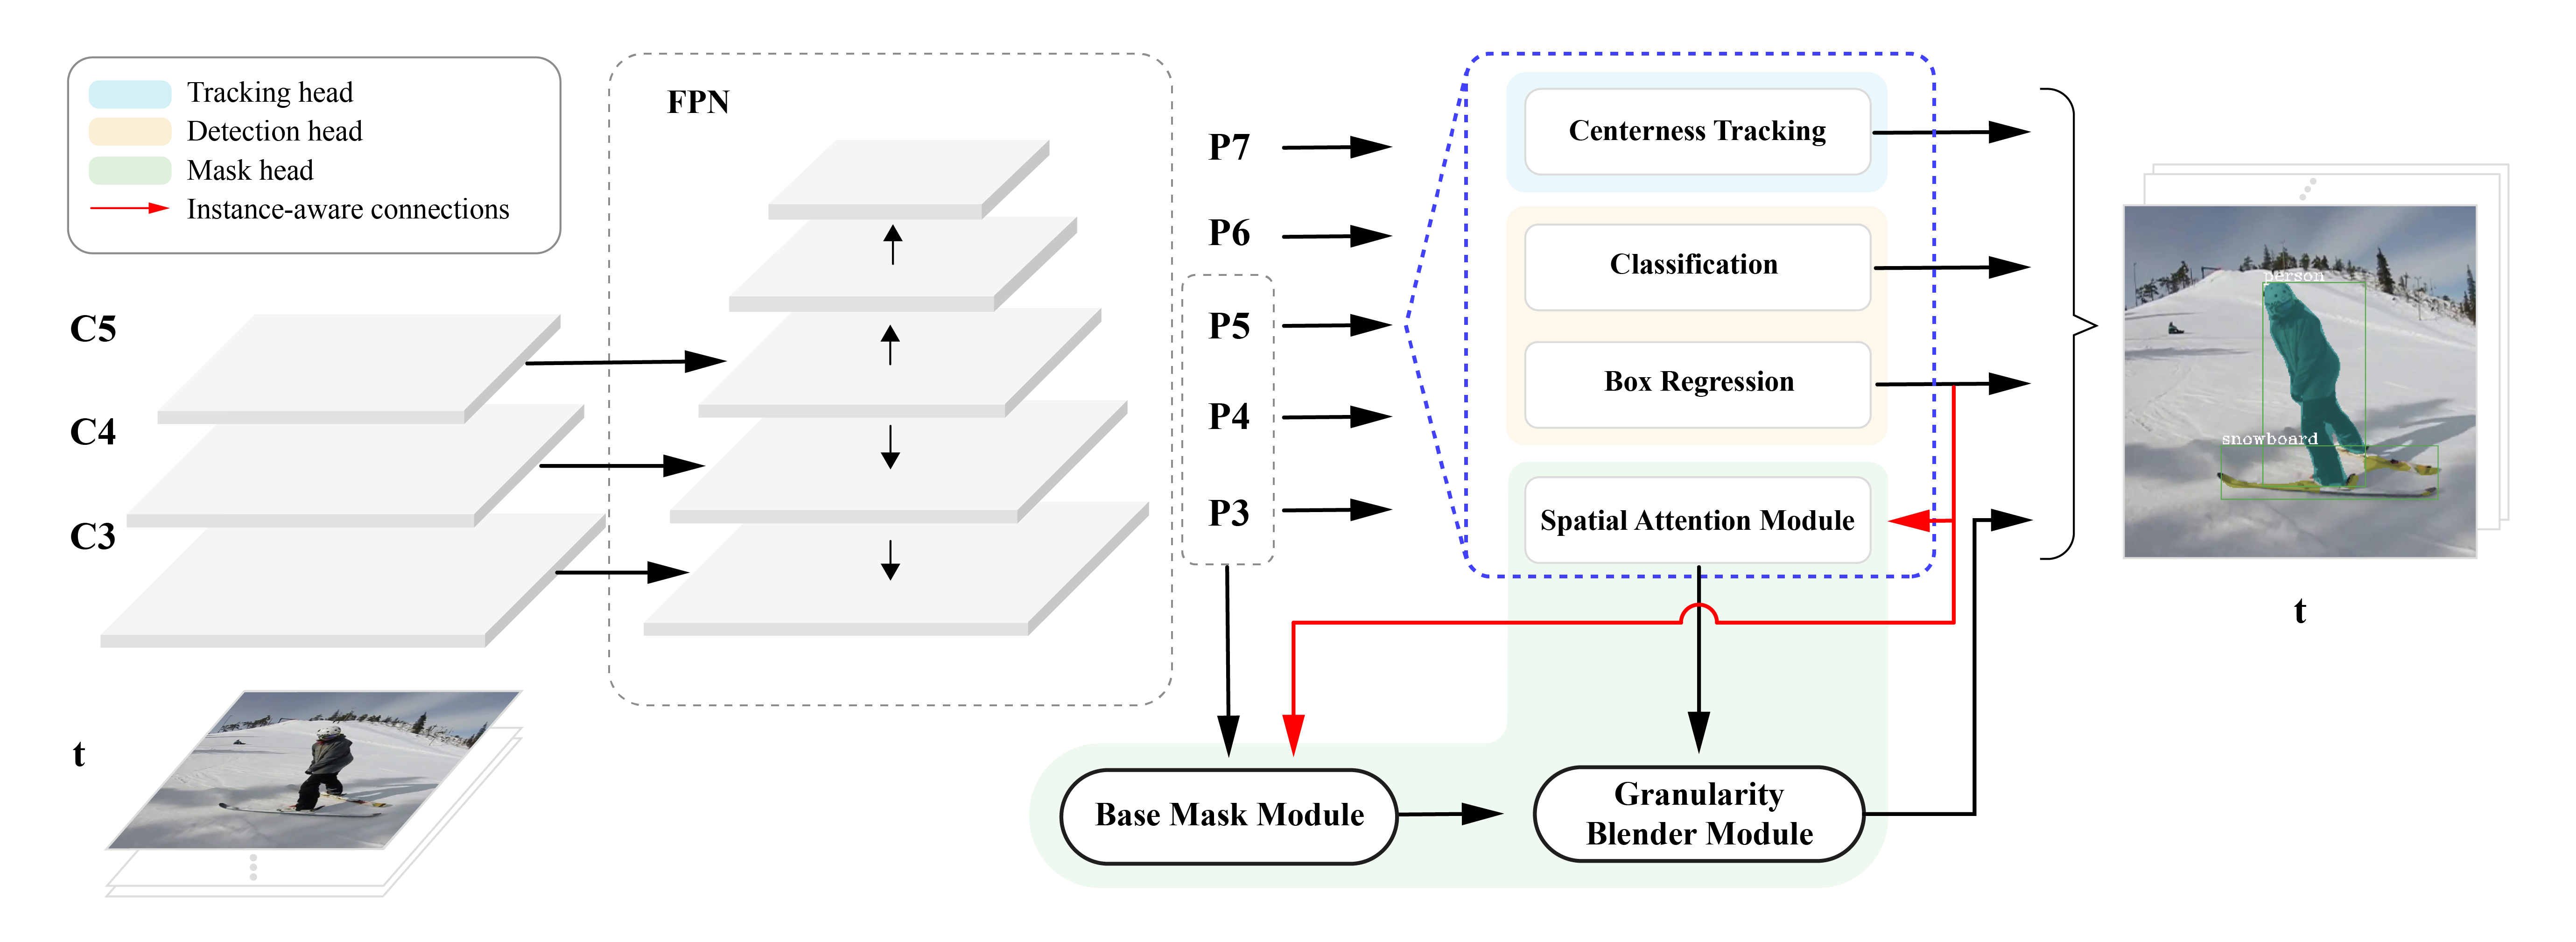 Tracking head
Detection head
Mask head
Instance-aware connections
C5
C4
C3
t
FPN
P7
P6
P5
P4
P3
Centerness Tracking
Classification
Box Regression
Spatial Attention Module
Base Mask Module
Granularity
Blender Module
person
snowboard
t